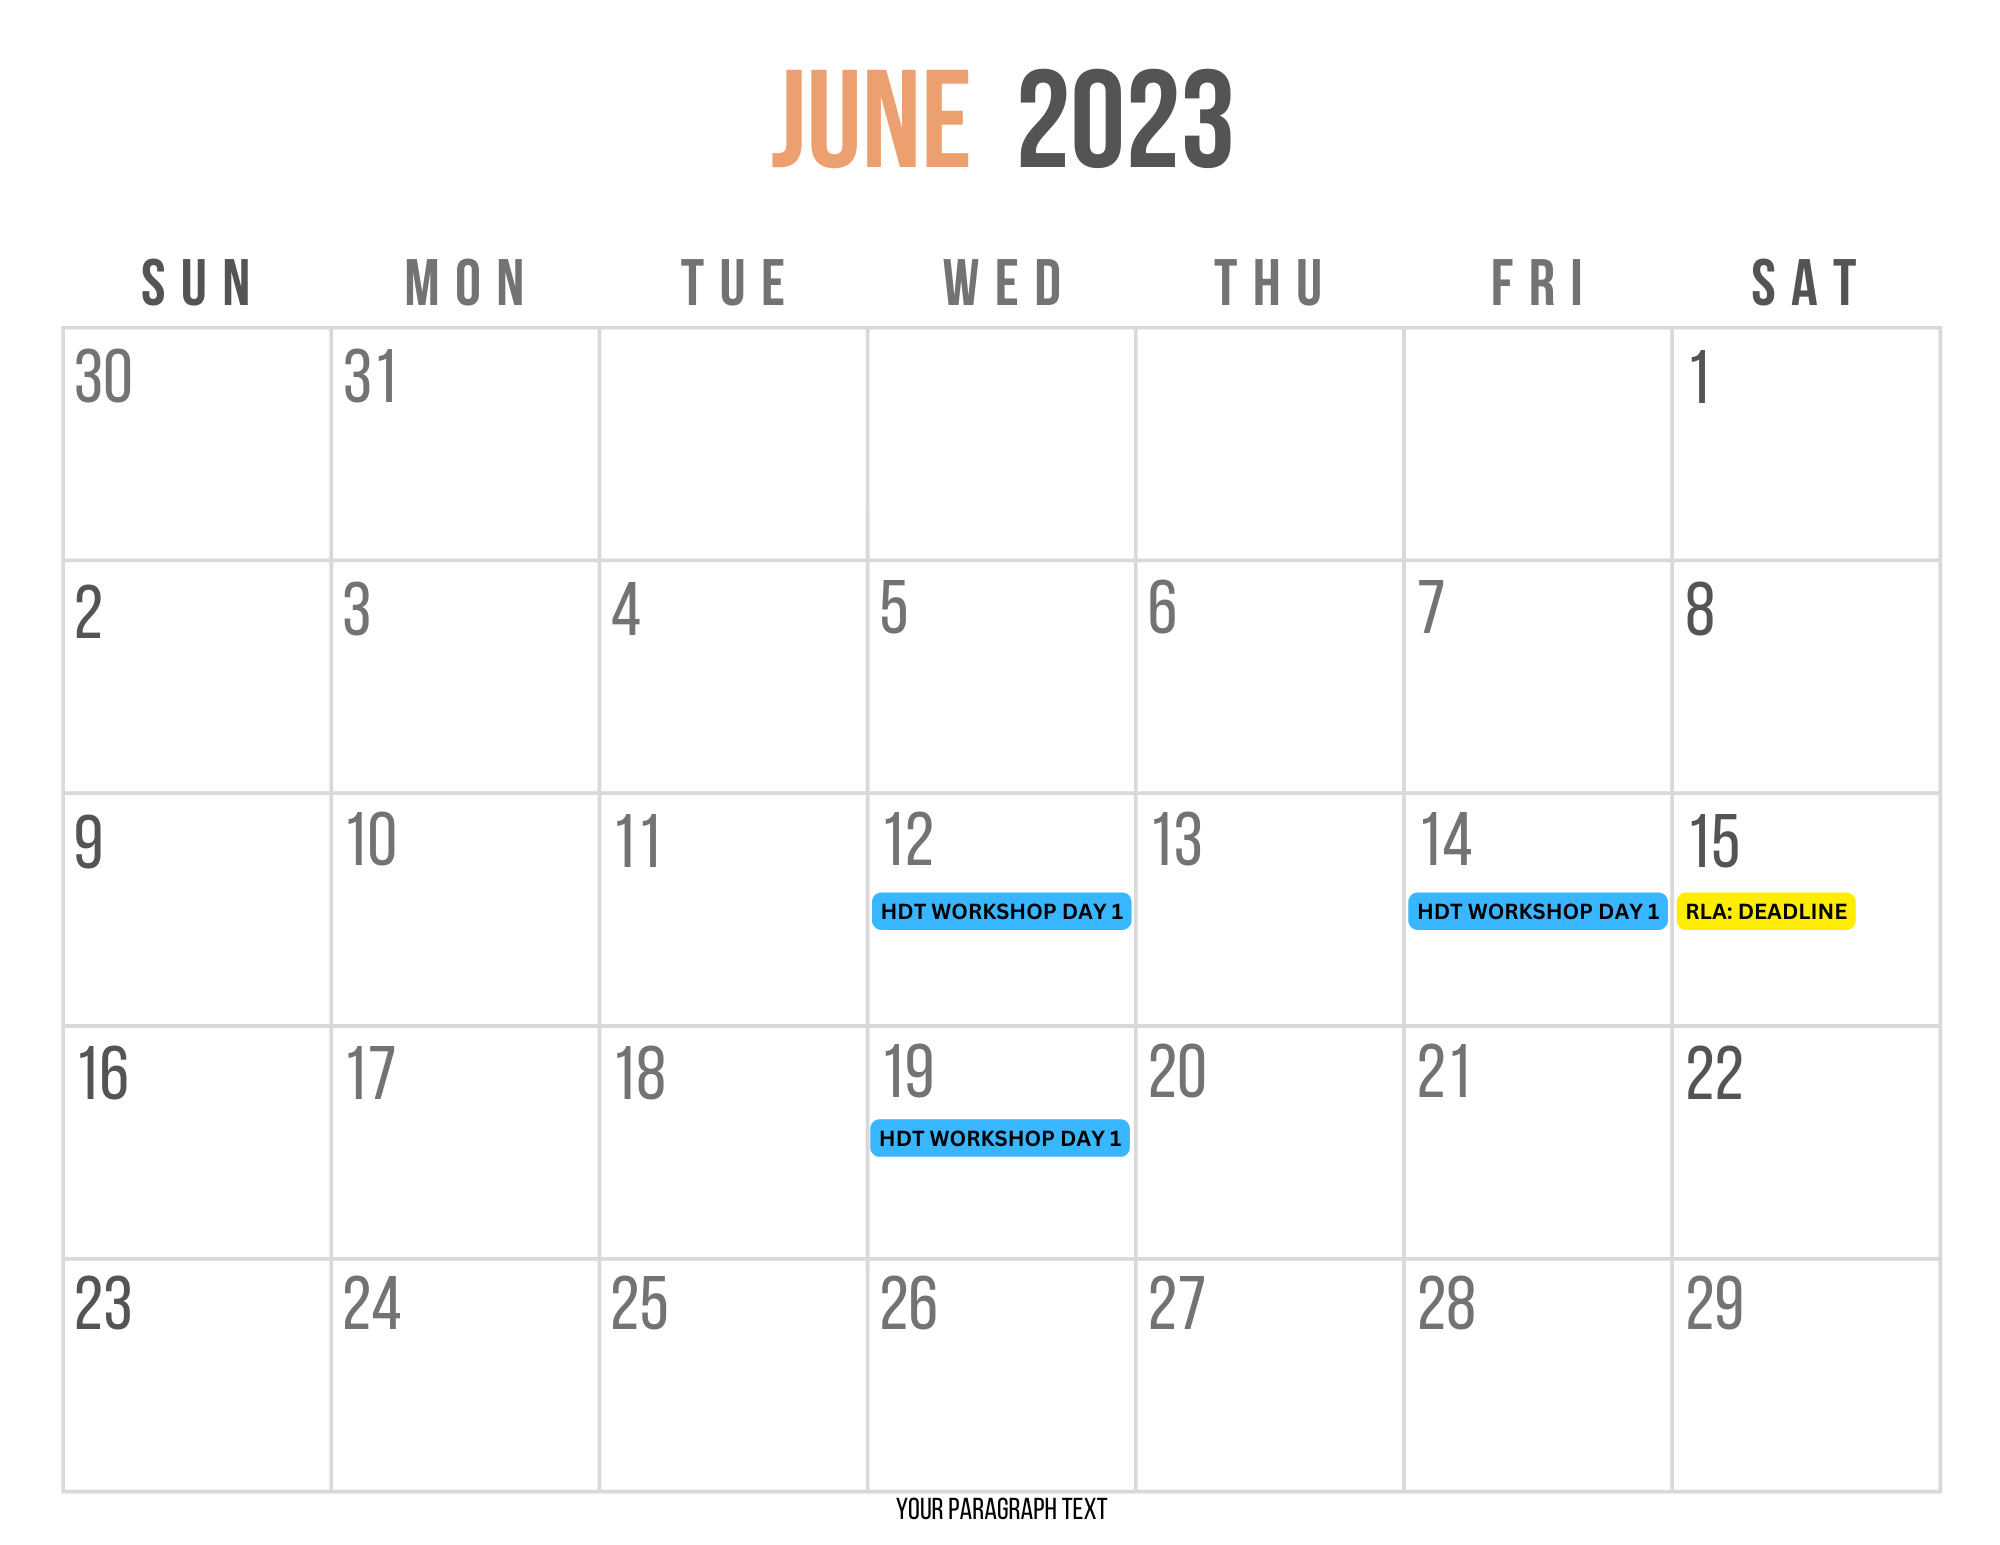 JUNE 2023
SUN MON TUE WED THU FRI SAT
30 31 1
2 3 4 5 6 7 8
9 10 11 12 13 14 15
HDT WORKSHOP DAY 1 HDT WORKSHOP DAY 1 RLA: DEADLINE
16 17 18 19 20 21 22
HDT WORKSHOP DAY 1
23 24 25 26 27 28 29
YOUR PARAGRAPH TEXT